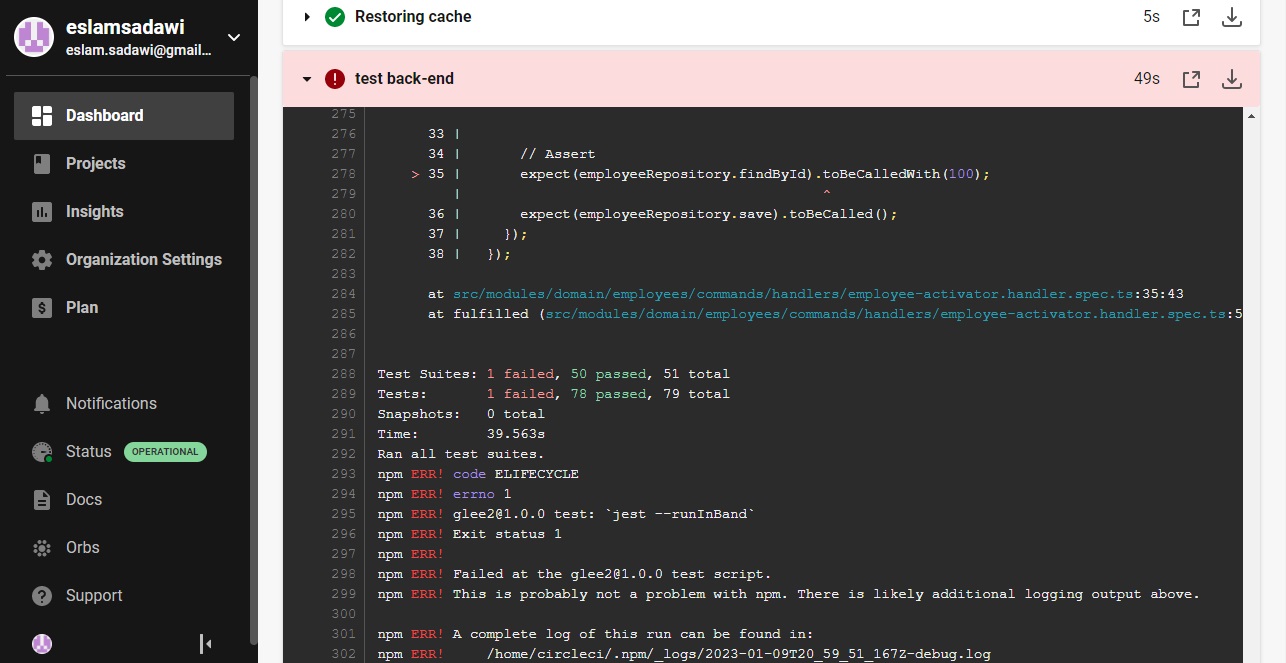 eslamsadawi
eslam.sadawi@gmail...
Dashboard
Projects
Insights
Organization Settings
Plan
Notifications
Status OPERATIONAL
Docs
Orbs
Support
Restoring cache 5s
test back-end 49s
275
276 33 |
277 34 | // Assert
278 > 35 | expect(employeeRepository.findById).toBeCalledWith(100);
279 | ^
280 36 | expect(employeeRepository.save).toBeCalled();
281 37 | });
282 38 | });
283
284 at src/modules/domain/employees/commands/handlers/employee-activator.handler.spec.ts:35:43
285 at fulfilled (src/modules/domain/employees/commands/handlers/employee-activator.handler.spec.ts:5
286
287
288 Test Suites: 1 failed, 50 passed, 51 total
289 Tests: 1 failed, 78 passed, 79 total
290 Snapshots: 0 total
291 Time: 39.563s
292 Ran all test suites.
293 npm ERR! code ELIFECYCLE
294 npm ERR! errno 1
295 npm ERR! glee2@1.0.0 test: `jest --runInBand`
296 npm ERR! Exit status 1
297 npm ERR!
298 npm ERR! Failed at the glee2@1.0.0 test script.
299 npm ERR! This is probably not a problem with npm. There is likely additional logging output above.
300
301 npm ERR! A complete log of this run can be found in:
302 npm ERR! /home/circleci/.npm/_logs/2023-01-09T20_59_51_167Z-debug.log